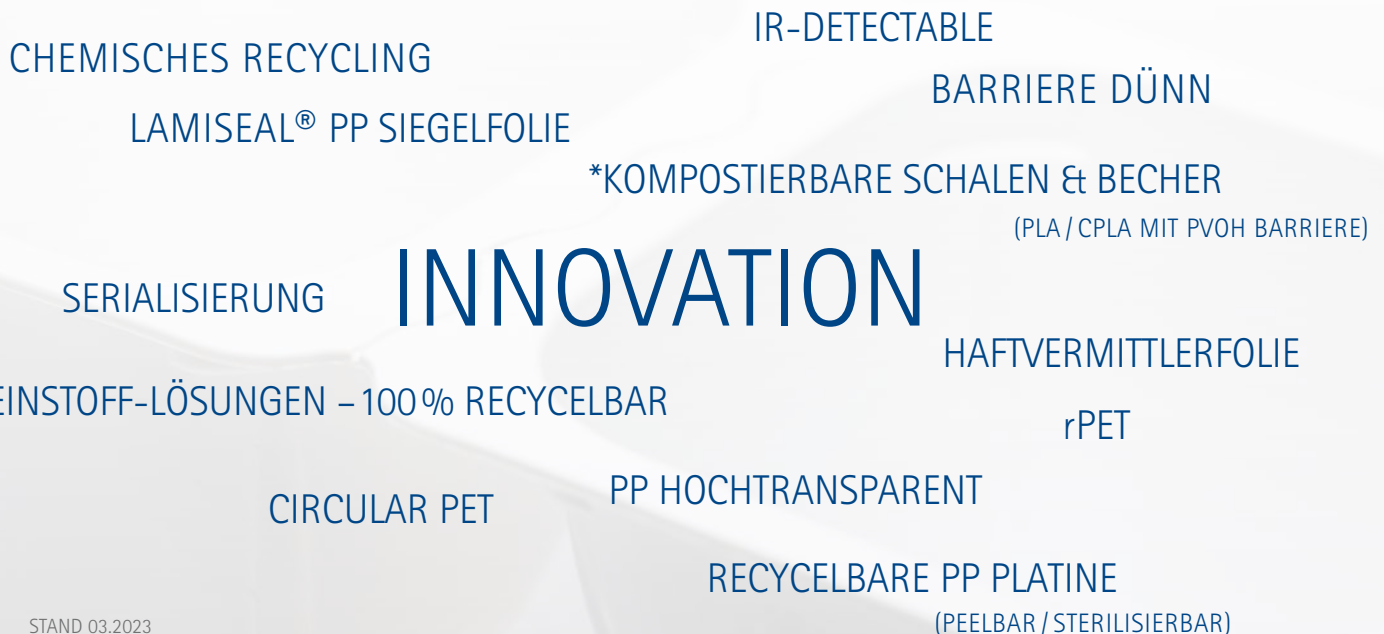 IR-DETECTABLE
CHEMISCHES RECYCLING
BARRIERE DÜNN
LAMISEAL® PP SIEGELFOLIE
*KOMPOSTIERBARE SCHALEN & BECHER
(PLA / CPLA MIT PVOH BARRIERE)
INNOVATION
SERIALISIERUNG
HAFTVERMITTLERFOLIE
EINSTOFF-LÖSUNGEN – 100 % RECYCELBAR
rPET
PP HOCHTRANSPARENT
CIRCULAR PET
RECYCELBARE PP PLATINE
(PEELBAR / STERILISIERBAR)
STAND 03.2023